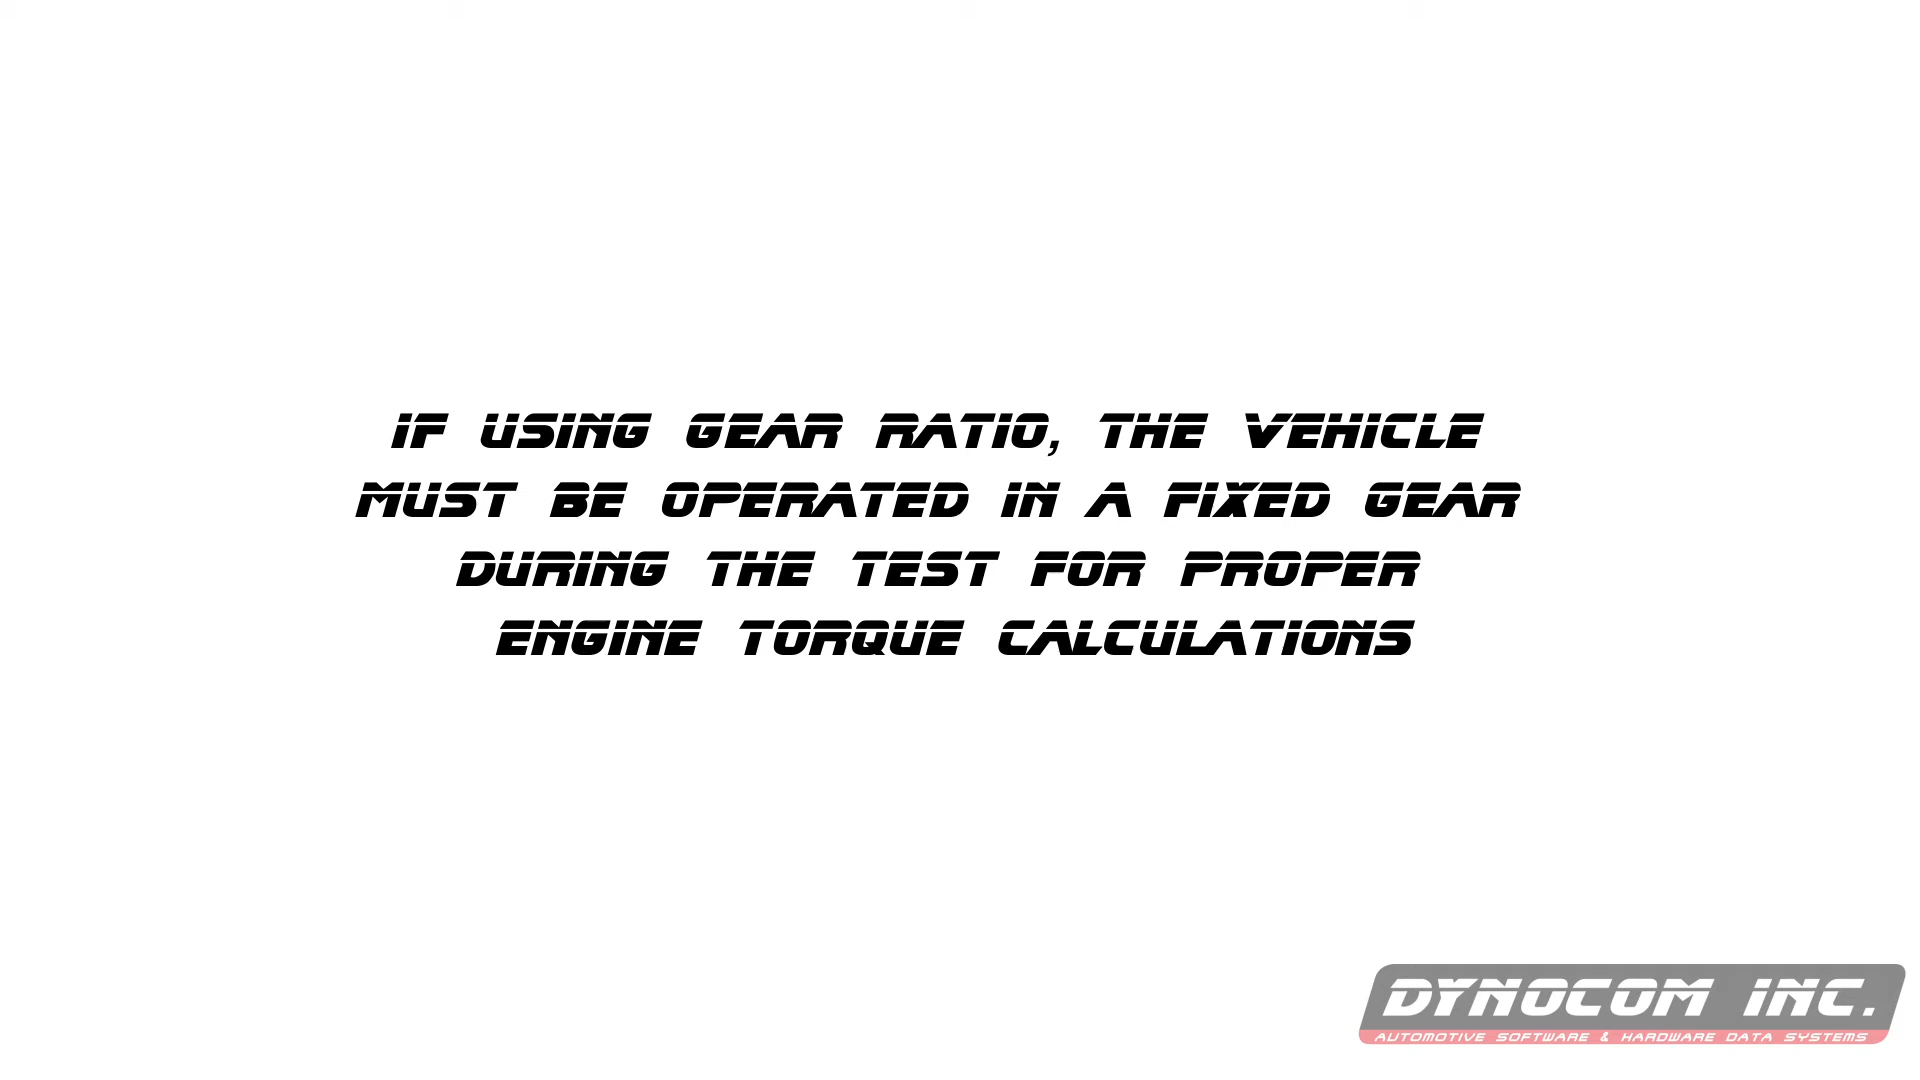 IF USING GEAR RATIO, THE VEHICLE
MUST BE OPERATED IN A FIXED GEAR
DURING THE TEST FOR PROPER
ENGINE TORQUE CALCULATIONS
DYNOCOM INC.
AUTOMOTIVE SOFTWARE & HARDWARE DATA SYSTEMS